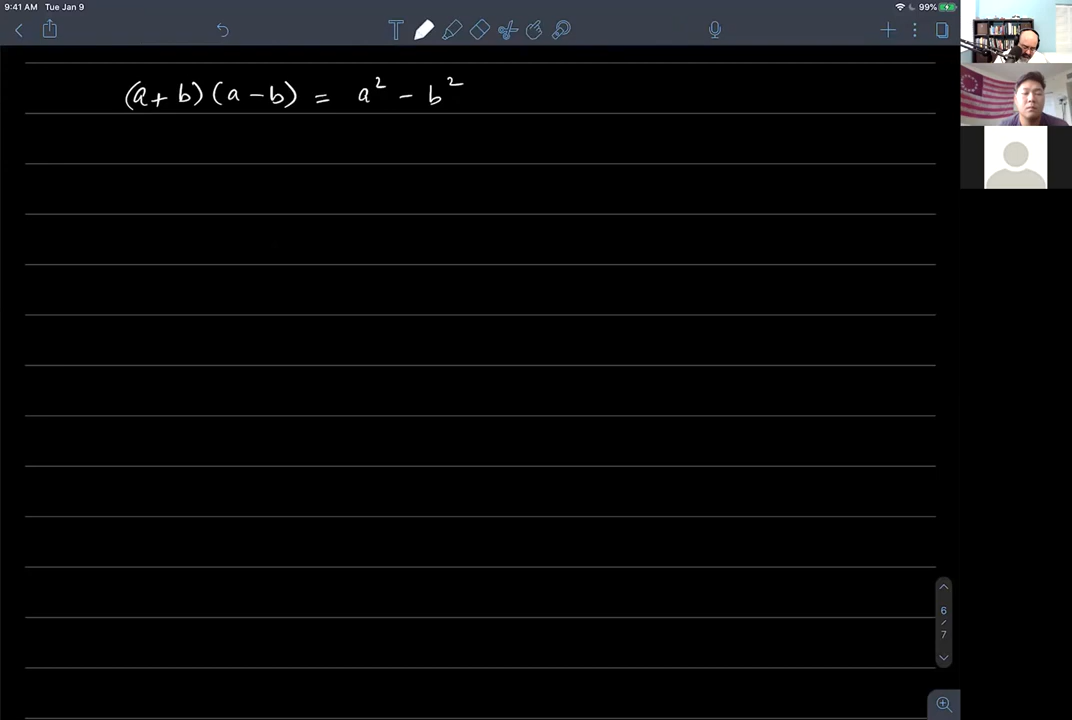 9:41 AM Tue Jan 9 99%
T
(a + b) (a - b) = a² - b²
6
/
7